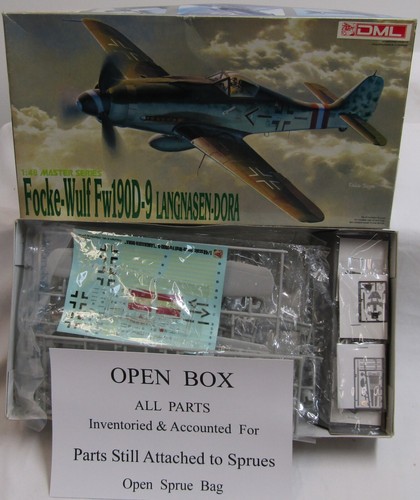 DML
1:48 MASTER SERIES
Focke-Wulf Fw190D-9 LANGNASEN-DORA
OPEN BOX
ALL PARTS
Inventoried & Accounted For
Parts Still Attached to Sprues
Open Sprue Bag